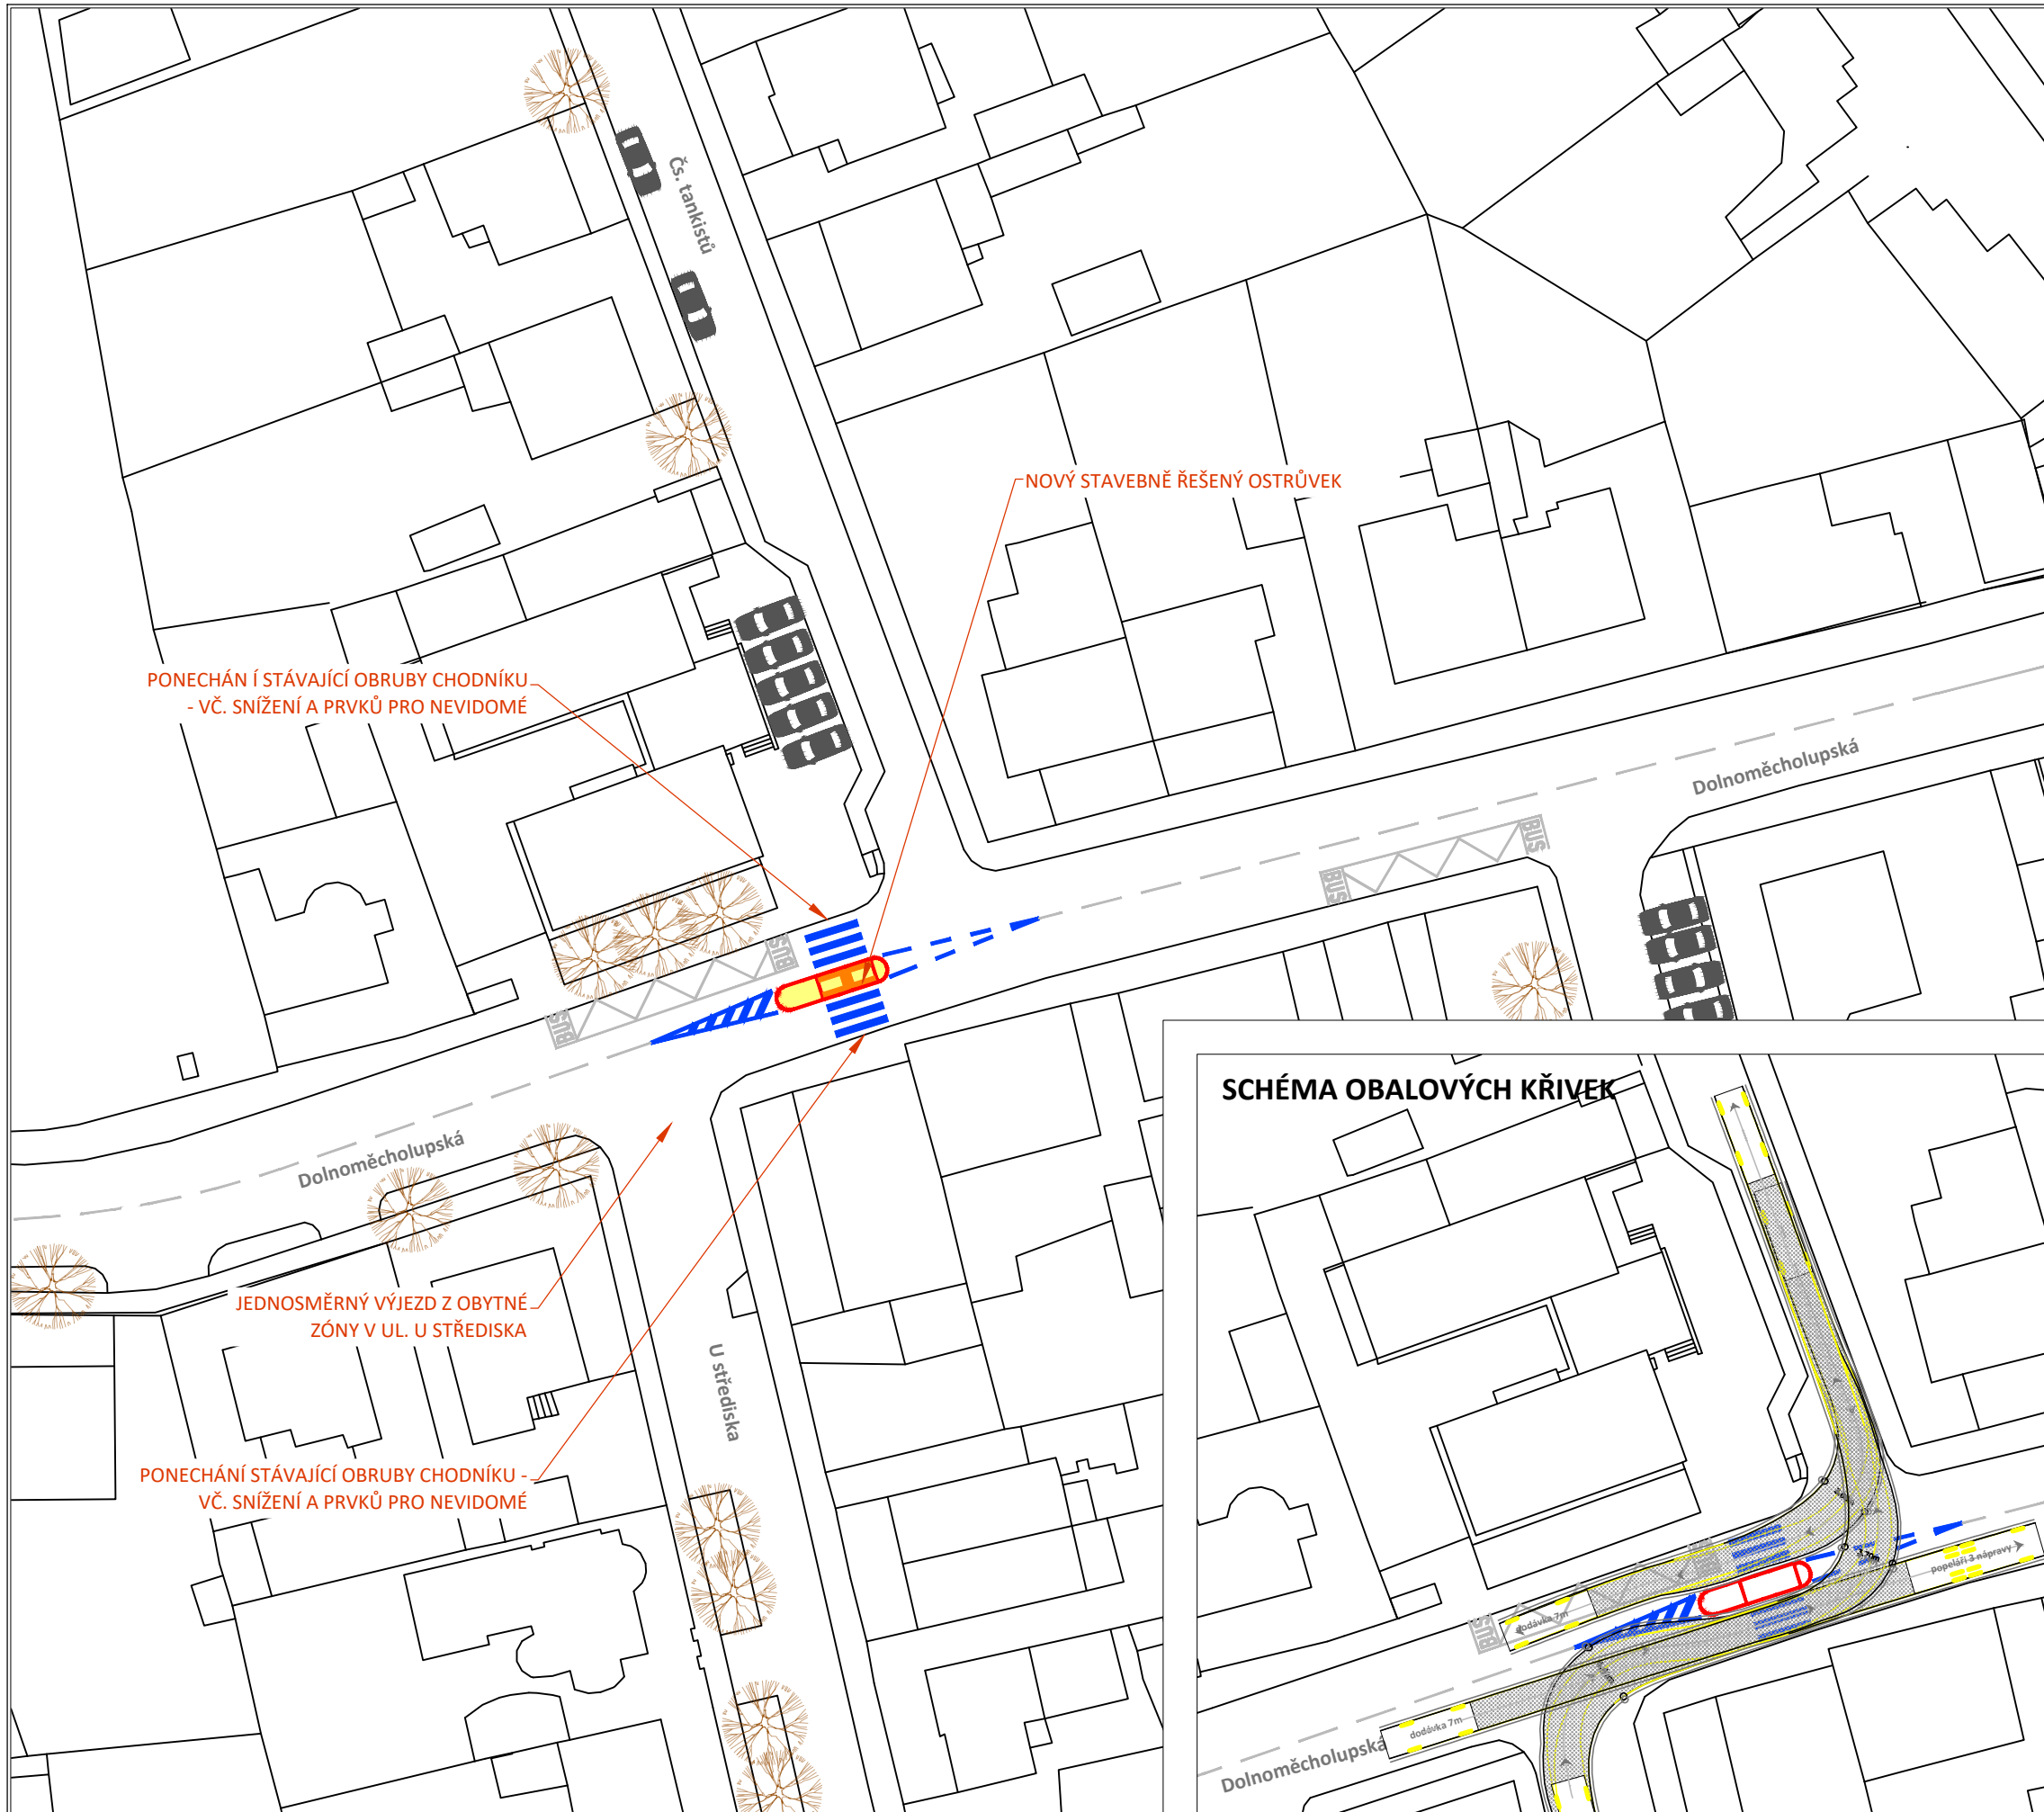 Čs. tankistů
NOVÝ STAVEBNĚ ŘEŠENÝ OSTRŮVEK
PONECHÁN Í STÁVAJÍCÍ OBRUBY CHODNÍKU
- VČ. SNÍŽENÍ A PRVKŮ PRO NEVIDOMÉ
Dolnoměcholupská
BUS
BUS
BUS
BUS
Dolnoměcholupská
JEDNOSMĚRNÝ VÝJEZD Z OBYTNÉ
ZÓNY V UL. U STŘEDISKA
U střediska
PONECHÁNÍ STÁVAJÍCÍ OBRUBY CHODNÍKU -
VČ. SNÍŽENÍ A PRVKŮ PRO NEVIDOMÉ
SCHÉMA OBALOVÝCH KŘIVEK
BUS
popeláři 3 nápravy
dodávka 7m
BUS
dodávka 7m
Dolnoměcholupská